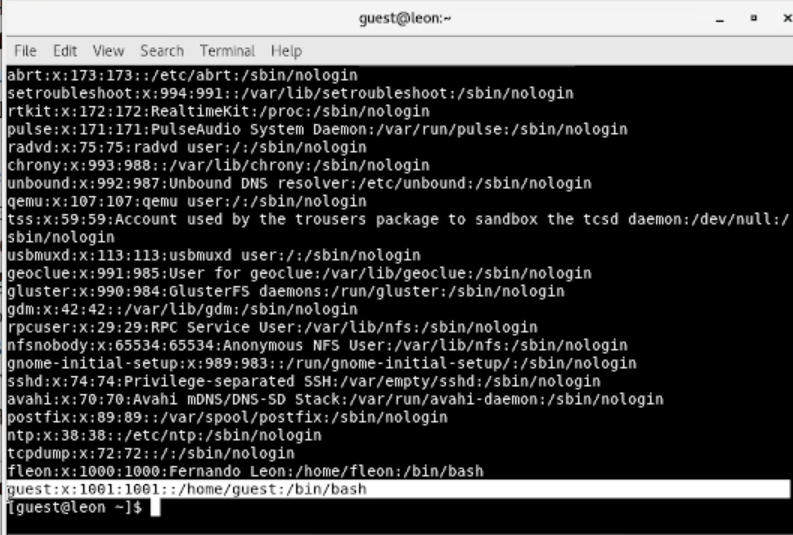 guest@leon:~
File Edit View Search Terminal Help
abrt:x:173:173::/etc/abrt:/sbin/nologin
setroubleshoot:x:994:991::/var/lib/setroubleshoot:/sbin/nologin
rtkit:x:172:172:RealtimeKit:/proc:/sbin/nologin
pulse:x:171:171:PulseAudio System Daemon:/var/run/pulse:/sbin/nologin
radvd:x:75:75:radvd user:/:/sbin/nologin
chrony:x:993:988::/var/lib/chrony:/sbin/nologin
unbound:x:992:987:Unbound DNS resolver:/etc/unbound:/sbin/nologin
qemu:x:107:107:qemu user:/:/sbin/nologin
tss:x:59:59:Account used by the trousers package to sandbox the tcsd daemon:/dev/null:/
sbin/nologin
usbmuxd:x:113:113:usbmuxd user:/:/sbin/nologin
geoclue:x:991:985:User for geoclue:/var/lib/geoclue:/sbin/nologin
gluster:x:990:984:GlusterFS daemons:/run/gluster:/sbin/nologin
gdm:x:42:42::/var/lib/gdm:/sbin/nologin
rpcuser:x:29:29:RPC Service User:/var/lib/nfs:/sbin/nologin
nfsnobody:x:65534:65534:Anonymous NFS User:/var/lib/nfs:/sbin/nologin
gnome-initial-setup:x:989:983::/run/gnome-initial-setup/:/sbin/nologin
sshd:x:74:74:Privilege-separated SSH:/var/empty/sshd:/sbin/nologin
avahi:x:70:70:Avahi mDNS/DNS-SD Stack:/var/run/avahi-daemon:/sbin/nologin
postfix:x:89:89::/var/spool/postfix:/sbin/nologin
ntp:x:38:38::/etc/ntp:/sbin/nologin
tcpdump:x:72:72::/:/sbin/nologin
fleon:x:1000:1000:Fernando Leon:/home/fleon:/bin/bash
guest:x:1001:1001::/home/guest:/bin/bash
[guest@leon ~]$